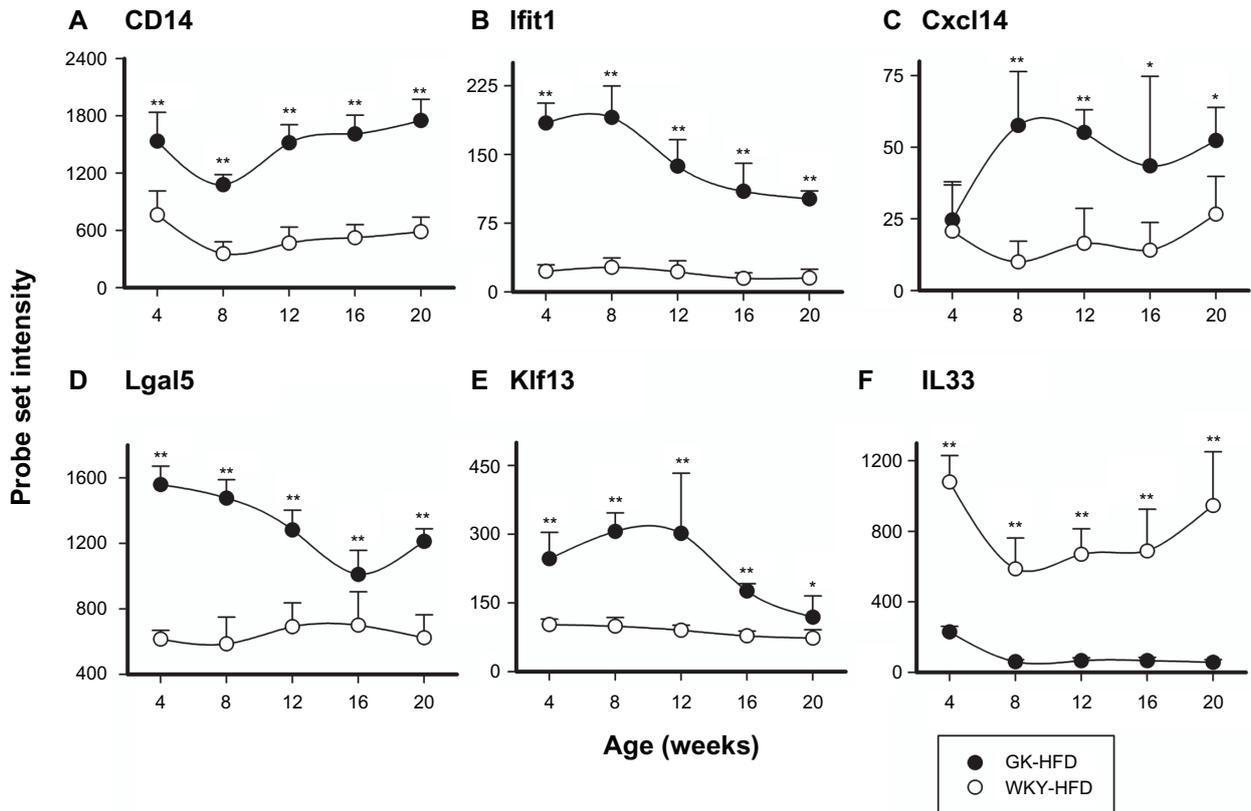 A CD14
2400
1800
1200
600
0
** ** ** ** **
4 8 12 16 20
B Ifit1
225
150
75
0
** ** ** ** **
4 8 12 16 20
C Cxcl14
75
50
25
0
** ** * *
4 8 12 16 20
Probe set intensity
D Lgal5
1600
1200
800
400
** ** ** ** **
4 8 12 16 20
E Klf13
450
300
150
0
** ** ** ** *
4 8 12 16 20
F IL33
1200
800
400
0
** ** ** ** **
4 8 12 16 20
Age (weeks)
GK-HFD
WKY-HFD